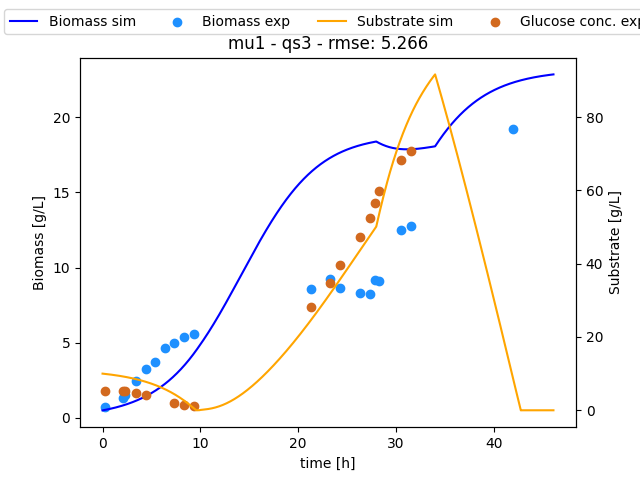 Biomass sim Biomass exp Substrate sim Glucose conc. exp
mu1 - qs3 - rmse: 5.266
Biomass [g/L]
0
5
10
15
20
0
20
40
60
80
Substrate [g/L]
0 10 20 30 40
time [h]